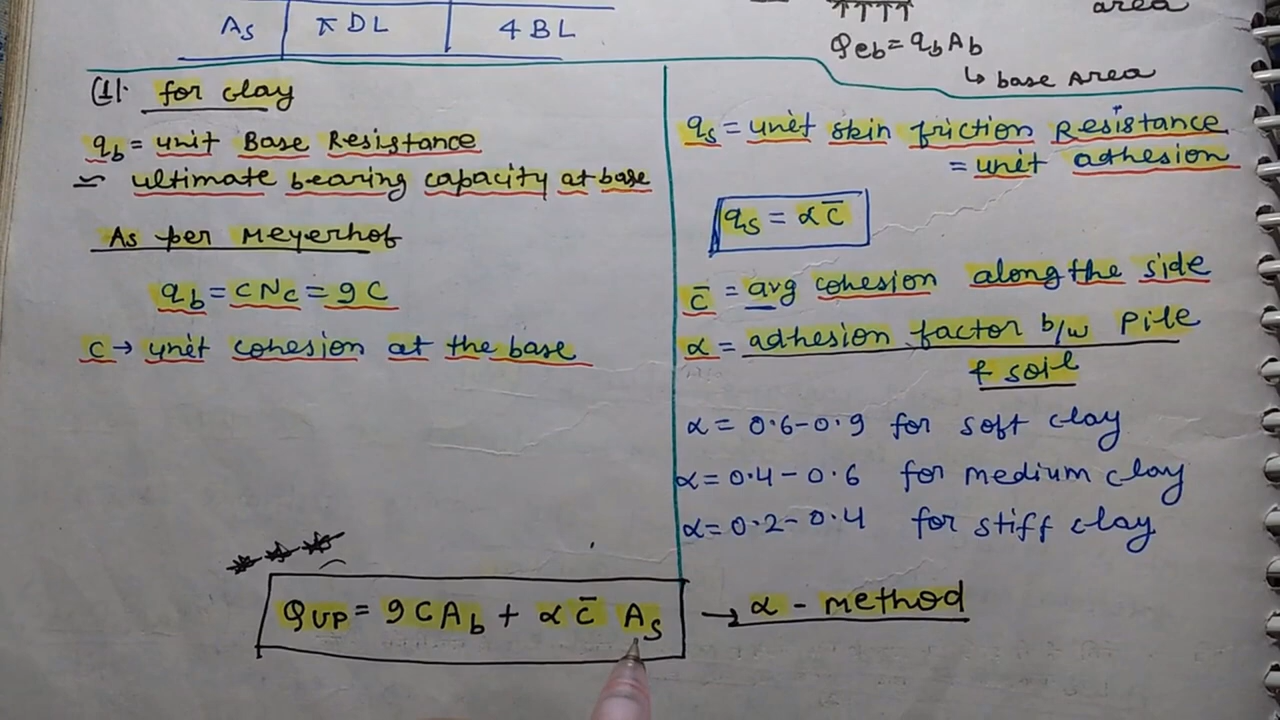 As πDL 4BL
area
Qeb = qb Ab
↳ base Area
(1). for clay
qb = unit Base Resistance
≃ ultimate bearing capacity at base
As per Meyerhof
qb = CNc = 9C
C → unit cohesion at the base
qs = unit skin friction Resistance
= unit adhesion
qs = α c̄
c̄ = avg cohesion along the side
α = adhesion factor b/w Pile
& soil
α = 0.6-0.9 for soft clay
α = 0.4-0.6 for medium clay
α = 0.2-0.4 for stiff clay
QUP = 9CAb + α c̄ As → α - method